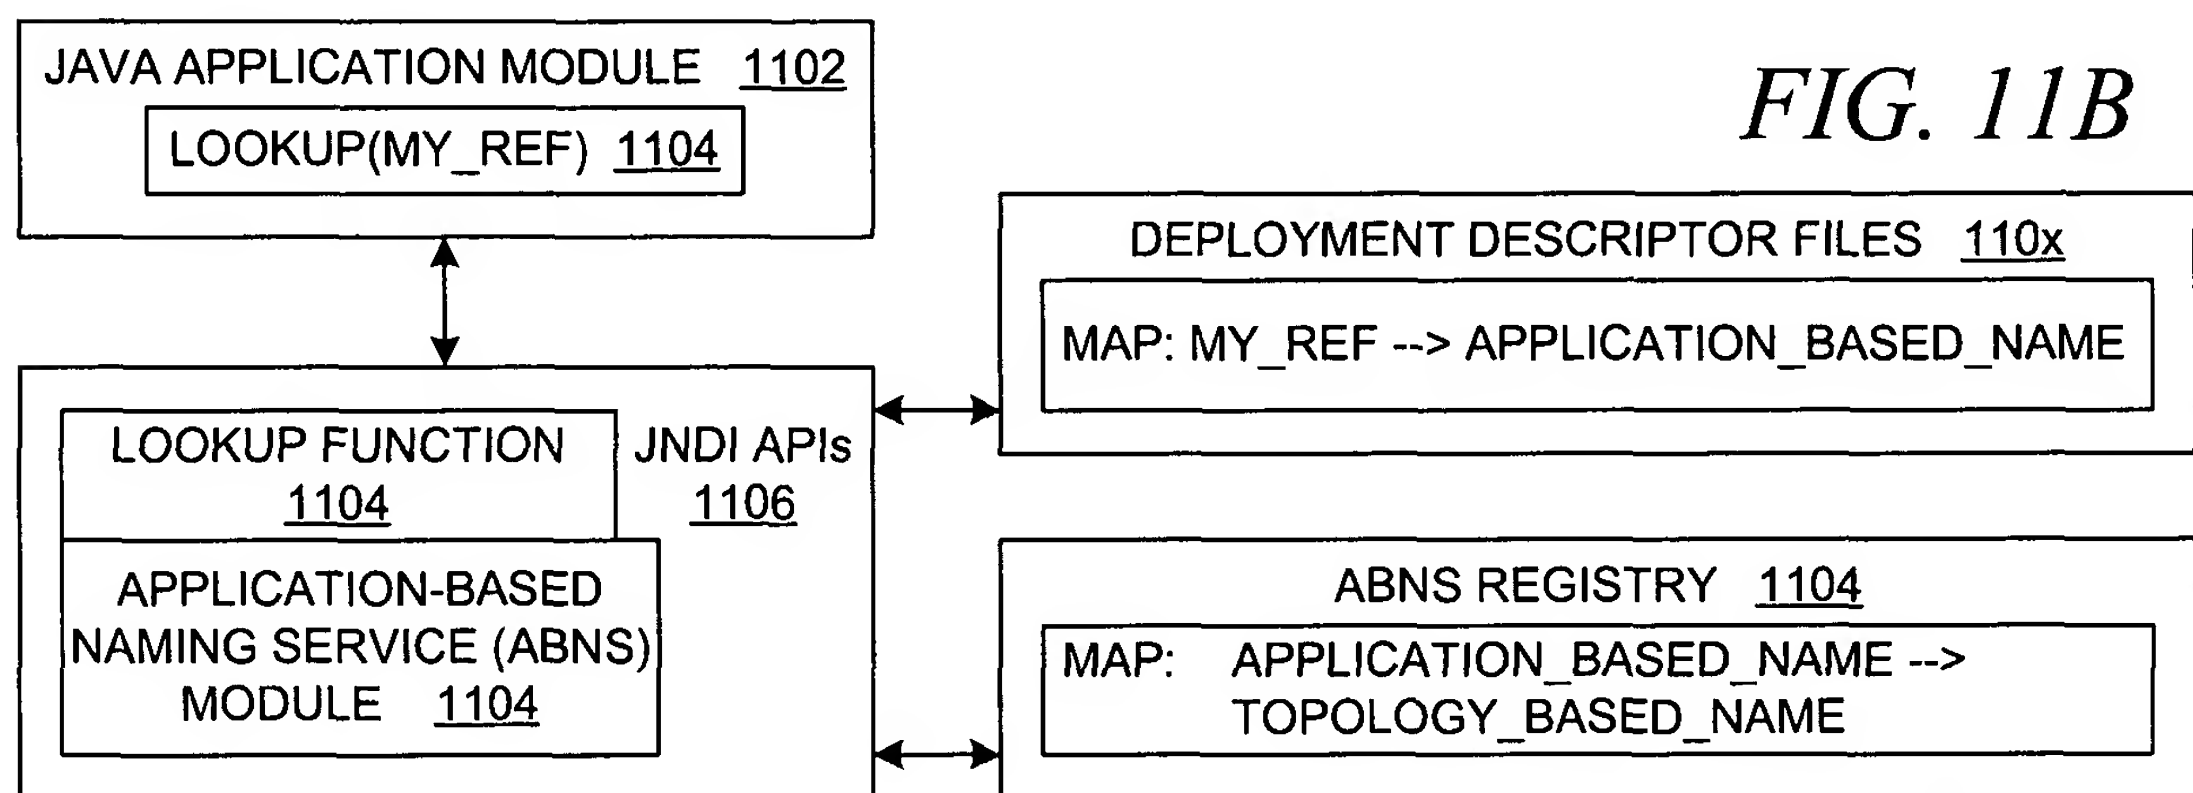 JAVA APPLICATION MODULE 1102
LOOKUP(MY_REF) 1104
FIG. 11B
DEPLOYMENT DESCRIPTOR FILES 110x
MAP: MY_REF --> APPLICATION_BASED_NAME
LOOKUP FUNCTION
1104
JNDI APIs
1106
APPLICATION-BASED
NAMING SERVICE (ABNS)
MODULE 1104
ABNS REGISTRY 1104
MAP: APPLICATION_BASED_NAME -->
TOPOLOGY_BASED_NAME